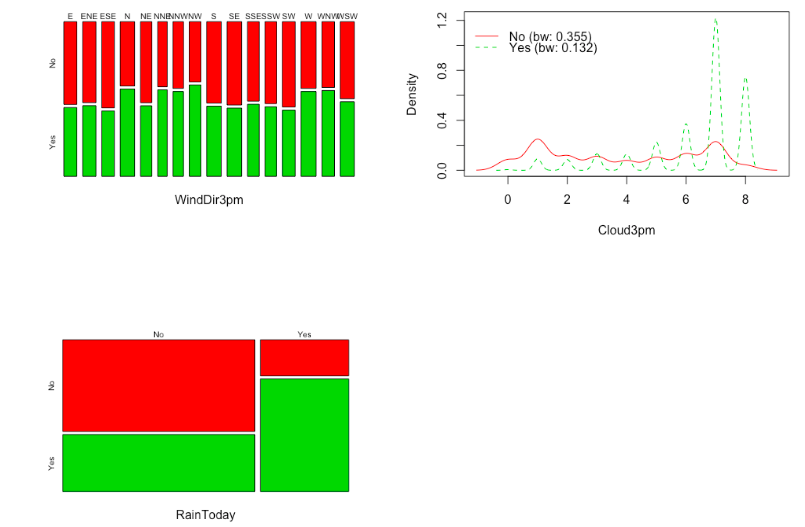 E ENE ESE N NE NNE NNW NW S SE SSE SSW SW W WNW WSW
No
Yes
WindDir3pm
No (bw: 0.355)
Yes (bw: 0.132)
Density
0.0 0.4 0.8 1.2
0 2 4 6 8
Cloud3pm
No Yes
No
Yes
RainToday